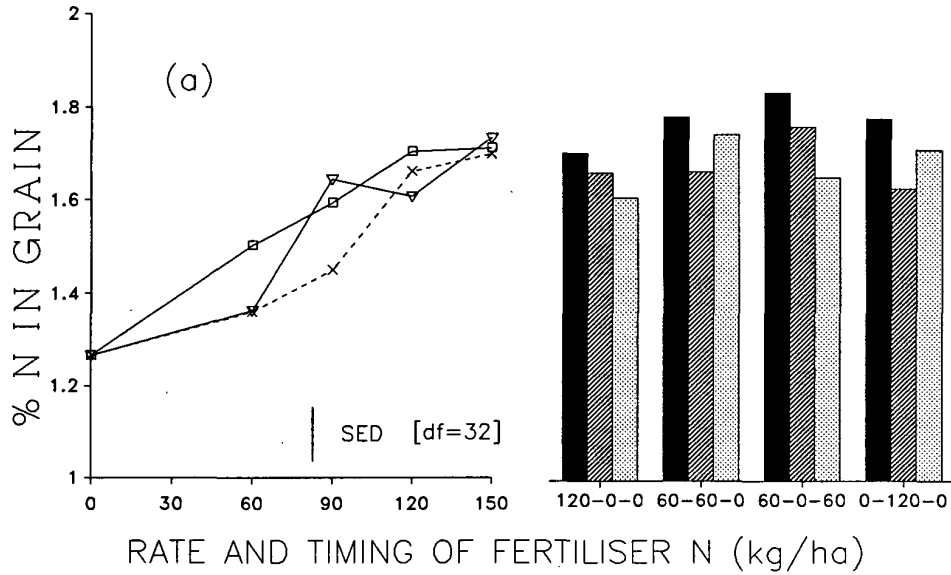 2
(a)
1.8
1.6
1.4
1.2
1
% N IN GRAIN
SED [df=32]
0 30 60 90 120 150
120-0-0 60-60-0 60-0-60 0-120-0
RATE AND TIMING OF FERTILISER N (kg/ha)